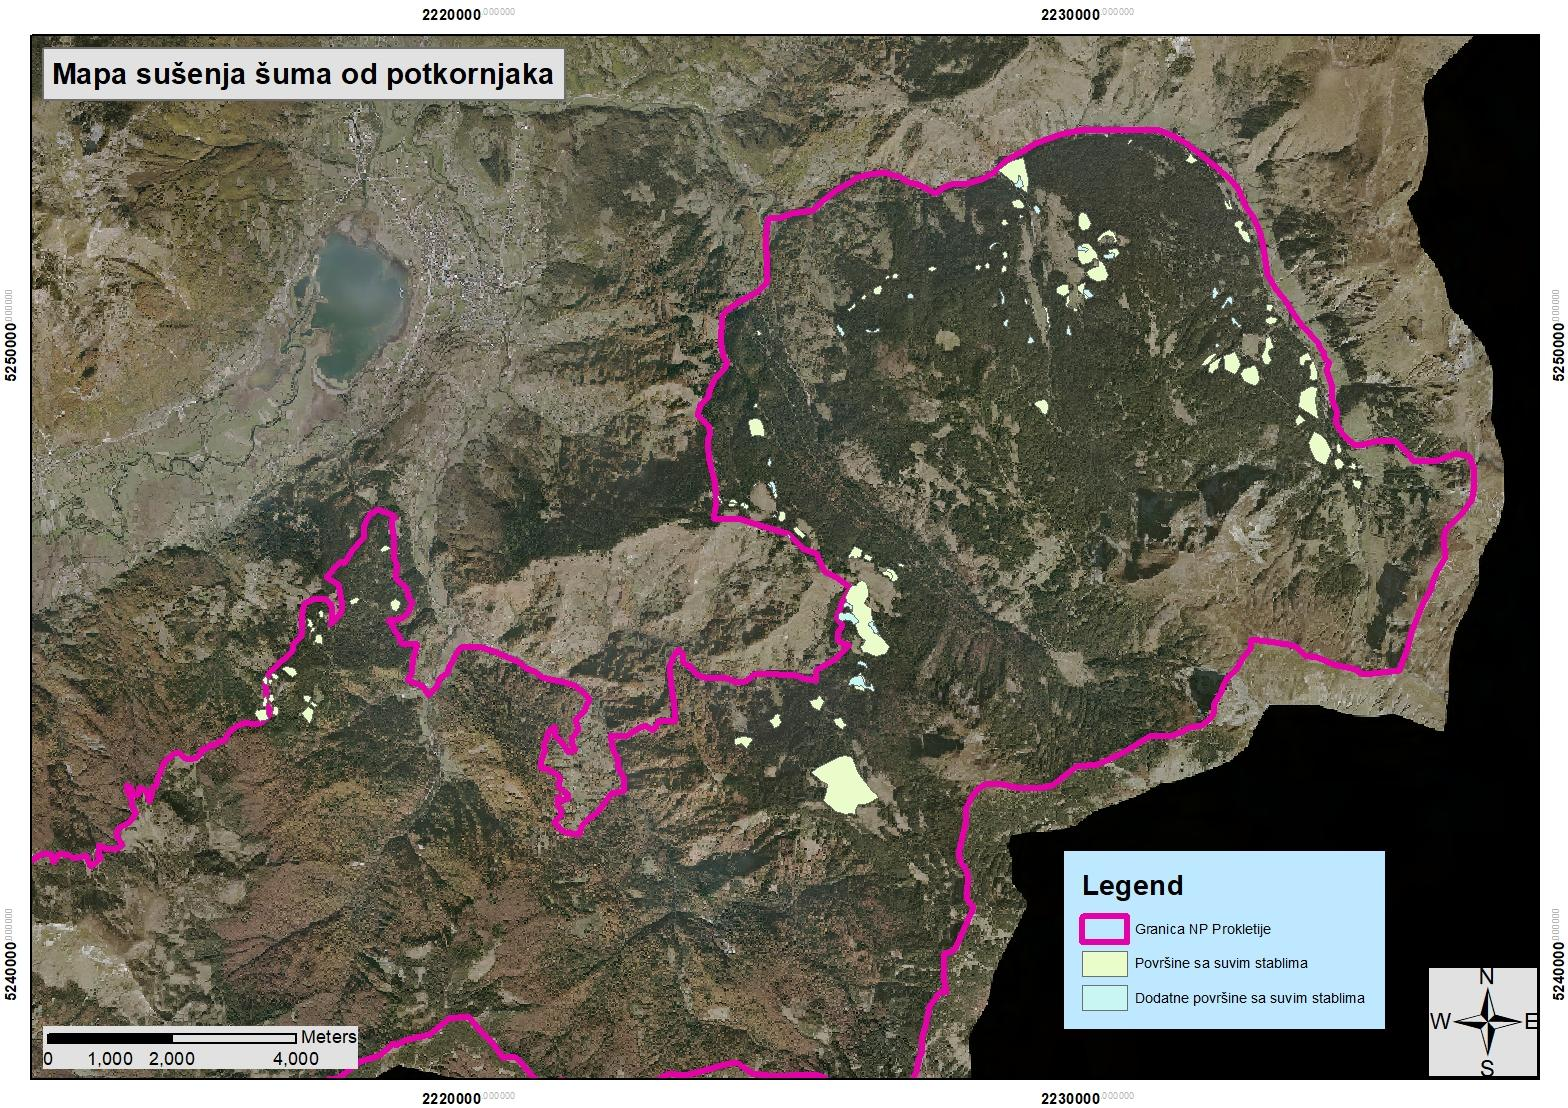 2220000.000000
2230000.000000
Mapa sušenja šuma od potkornjaka
5250000.000000
5250000.000000
Legend
Granica NP Prokletije
Površine sa suvim stablima
Dodatne površine sa suvim stablima
5240000.000000
5240000.000000
N
W E
S
Meters
0 1,000 2,000 4,000
2220000.000000
2230000.000000